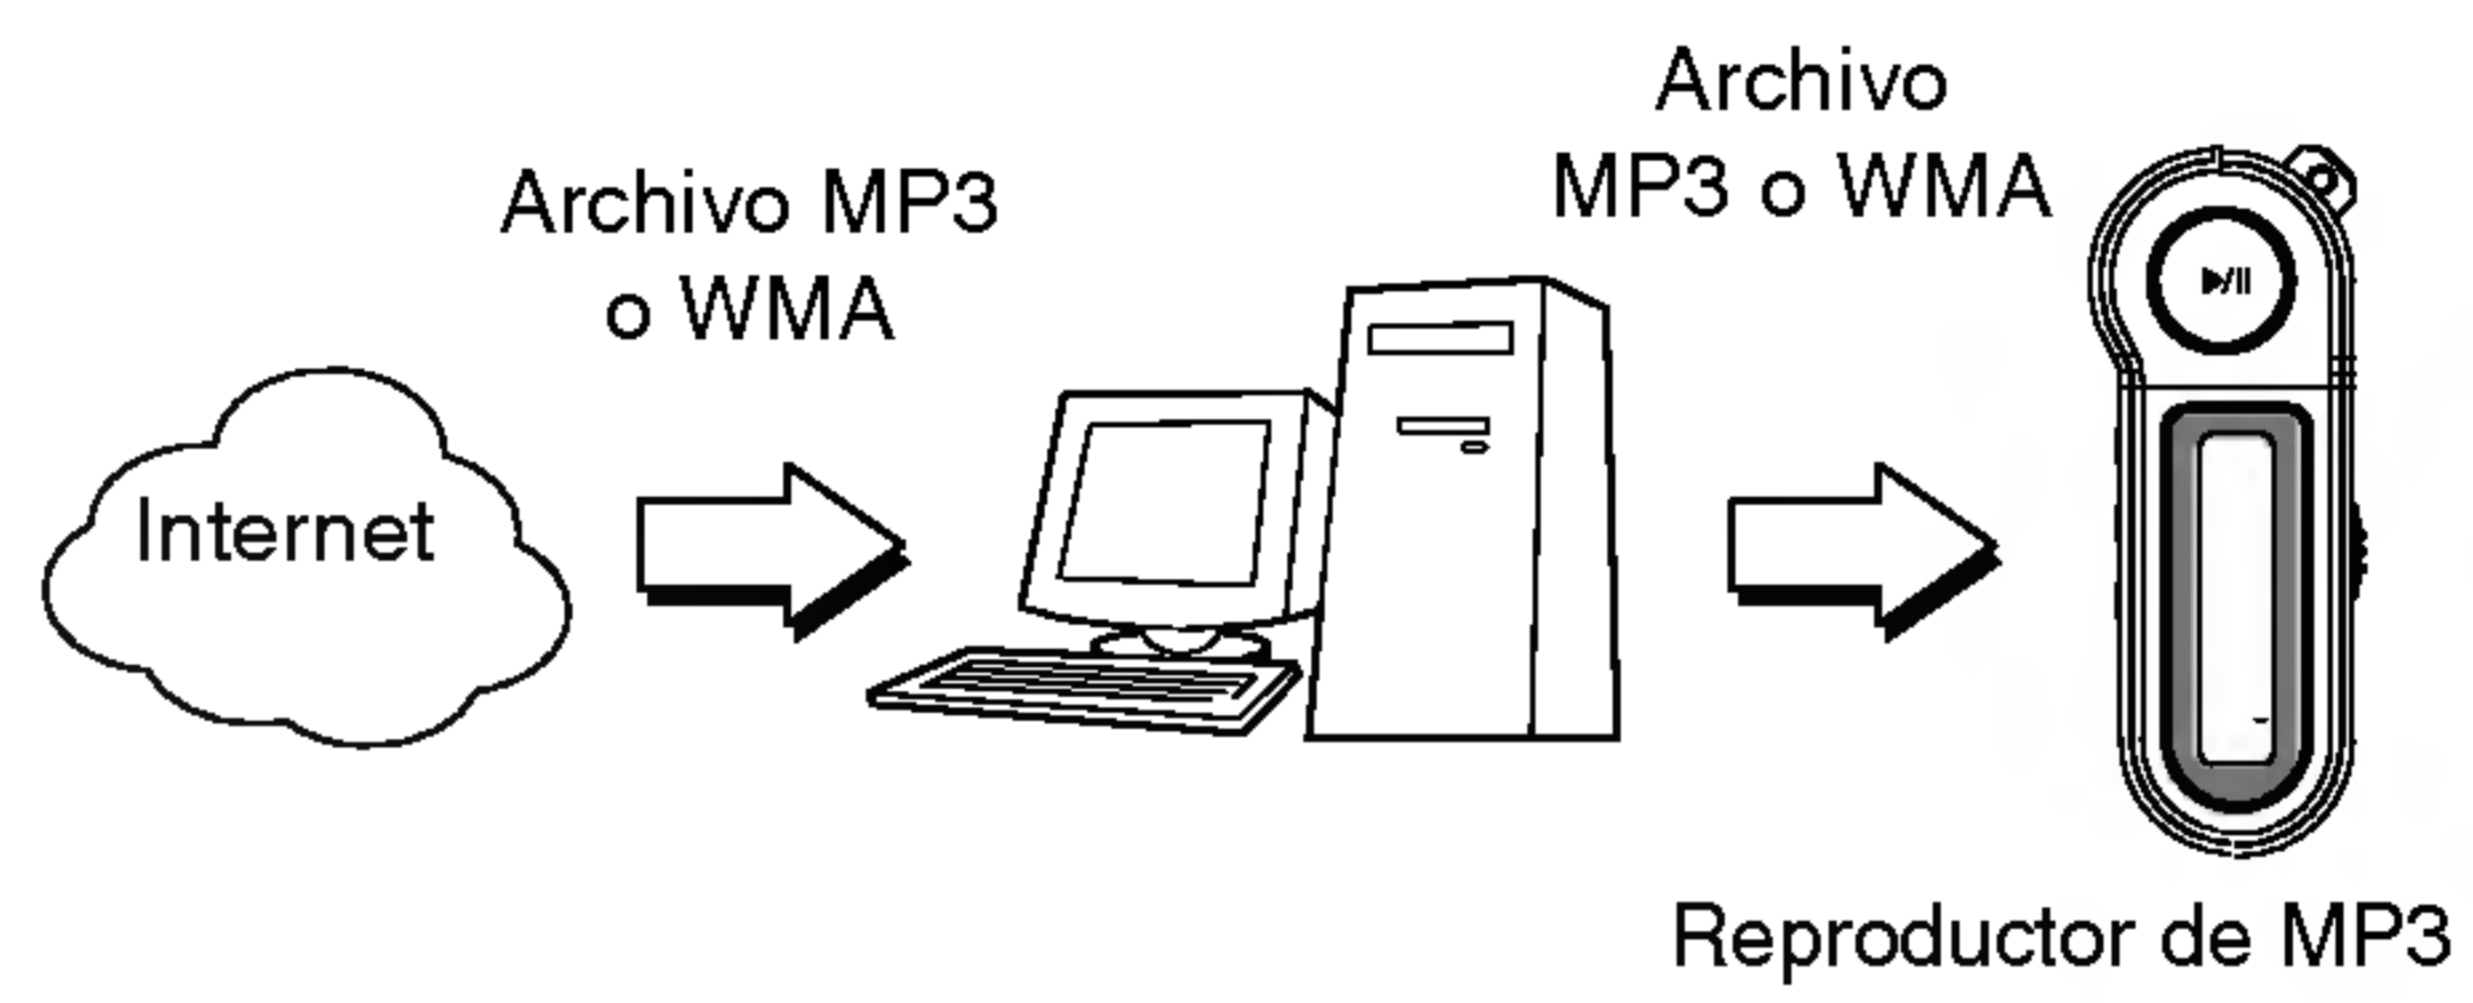 Archivo MP3
o WMA
Archivo
MP3 o WMA
Internet
Reproductor de MP3